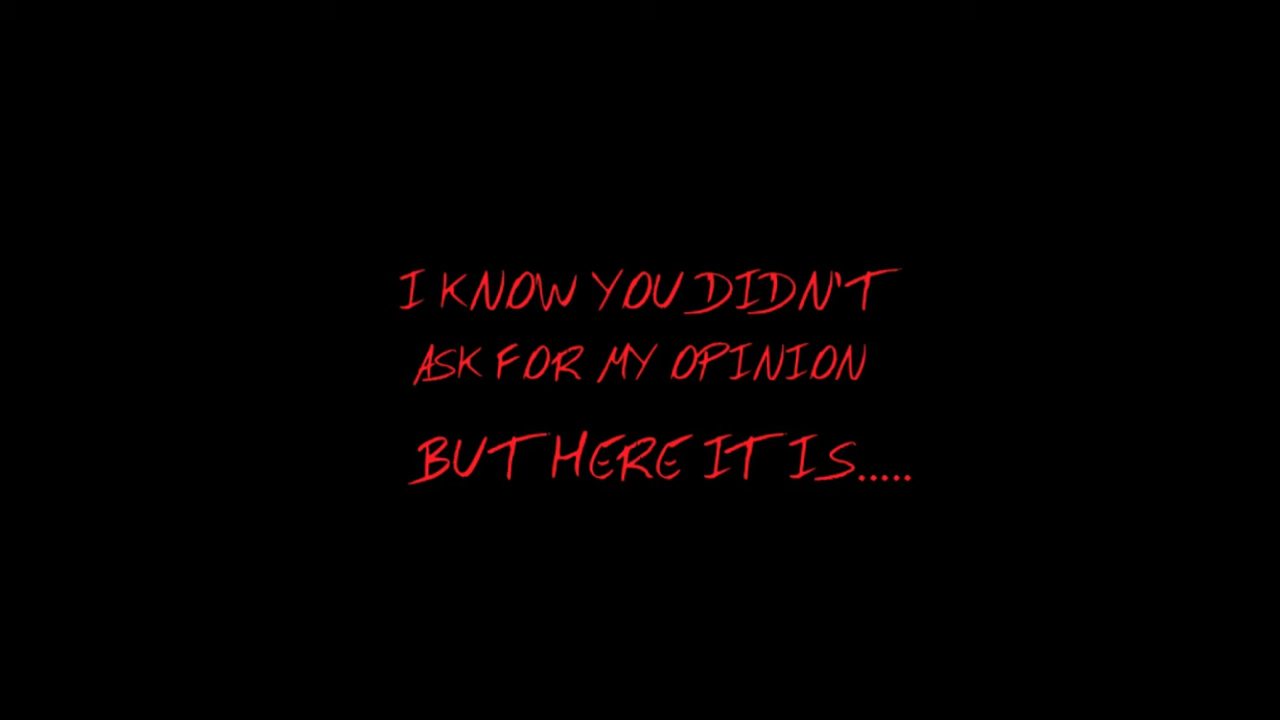 I KNOW YOU DIDN'T
ASK FOR MY OPINION
BUT HERE IT IS.....